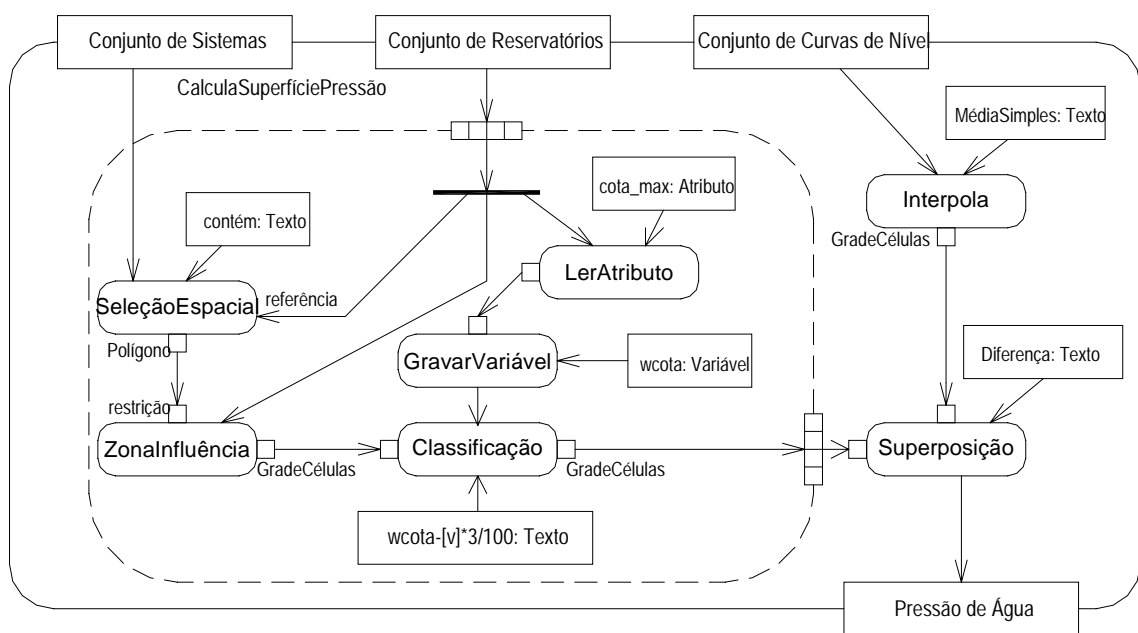 Conjunto de Sistemas
Conjunto de Reservatórios
Conjunto de Curvas de Nível
CalculaSuperfíciePressão
MédiaSimples: Texto
cota_max: Atributo
Interpola
contém: Texto
GradeCélulas
LerAtributo
SeleçãoEspacial
referência
Polígono
GravarVariável
wcota: Variável
Diferença: Texto
restrição
ZonaInfluência
Classificação
Superposição
GradeCélulas
GradeCélulas
wcota-[v]*3/100: Texto
Pressão de Água